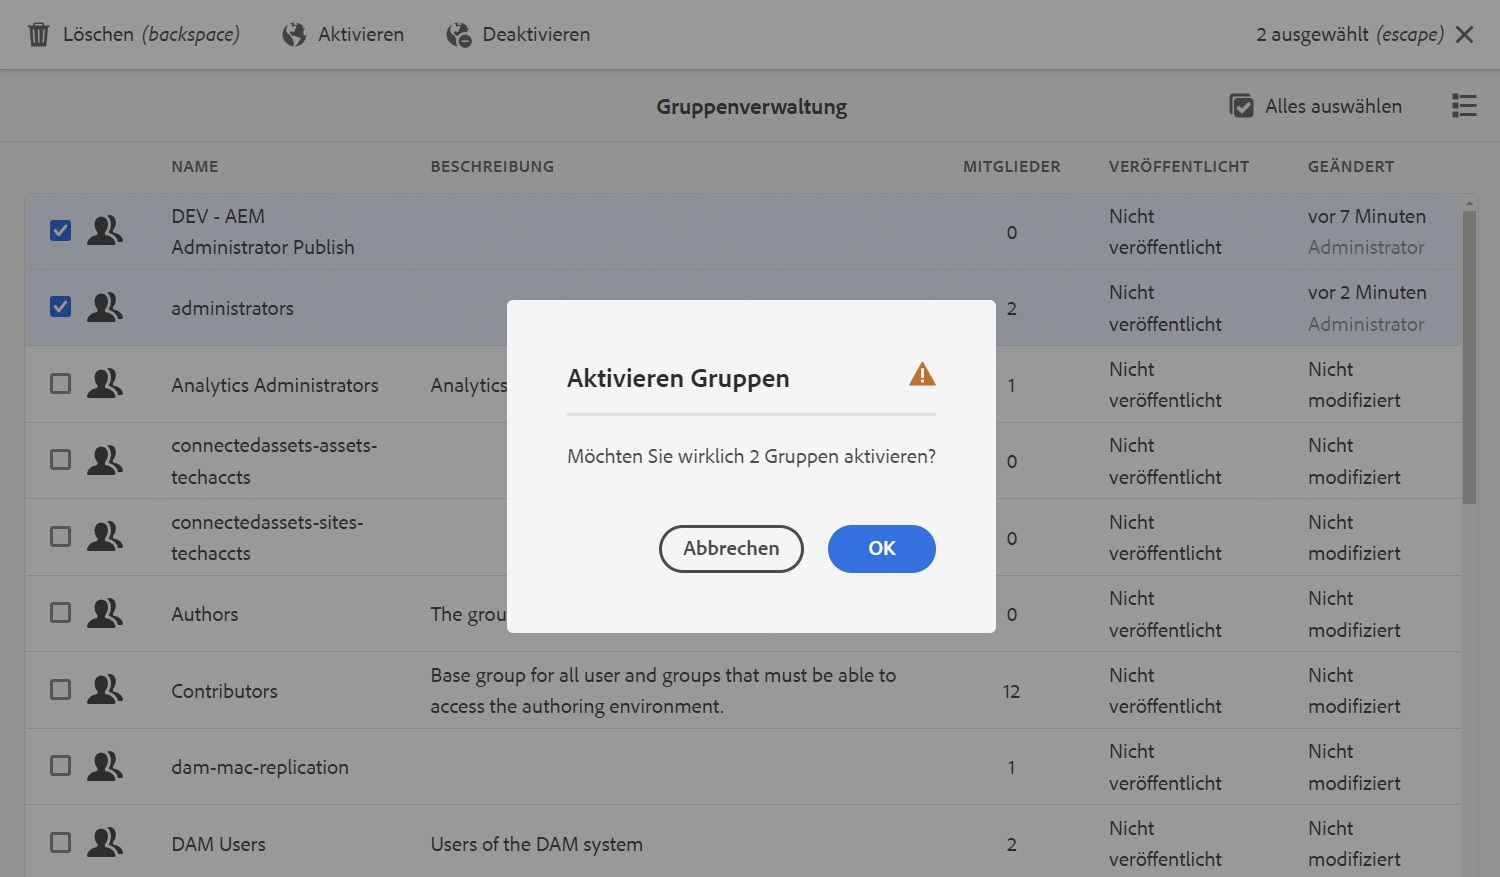 Löschen (backspace) Aktivieren Deaktivieren 2 ausgewählt (escape)
Gruppenverwaltung Alles auswählen
NAME BESCHREIBUNG MITGLIEDER VERÖFFENTLICHT GEÄNDERT
DEV - AEM Nicht vor 7 Minuten
Administrator Publish 0 veröffentlicht Administrator
administrators 2 Nicht vor 2 Minuten
veröffentlicht Administrator
Aktivieren Gruppen
Möchten Sie wirklich 2 Gruppen aktivieren?
Abbrechen OK
Analytics Administrators Analytics 1 Nicht Nicht
veröffentlicht modifiziert
connectedassets-assets- Nicht Nicht
techaccts 0 veröffentlicht modifiziert
connectedassets-sites- Nicht Nicht
techaccts 0 veröffentlicht modifiziert
Authors The grou 0 Nicht Nicht
veröffentlicht modifiziert
Contributors Base group for all user and groups that must be able to 12 Nicht Nicht
access the authoring environment. veröffentlicht modifiziert
dam-mac-replication 1 Nicht Nicht
veröffentlicht modifiziert
DAM Users Users of the DAM system 2 Nicht Nicht
veröffentlicht modifiziert